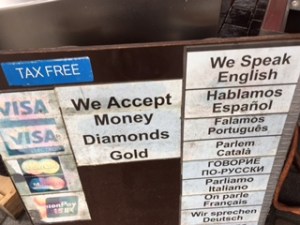 TAX FREE
VISA
VISA
UnionPay
We Accept
Money
Diamonds
Gold
We Speak
English
Hablamos
Español
Falamos
Português
Parlem
Català
ГОВОРИМ
ПО-РУССКИ
Parliamo
Italiano
On parle
Français
Wir sprechen
Deutsch